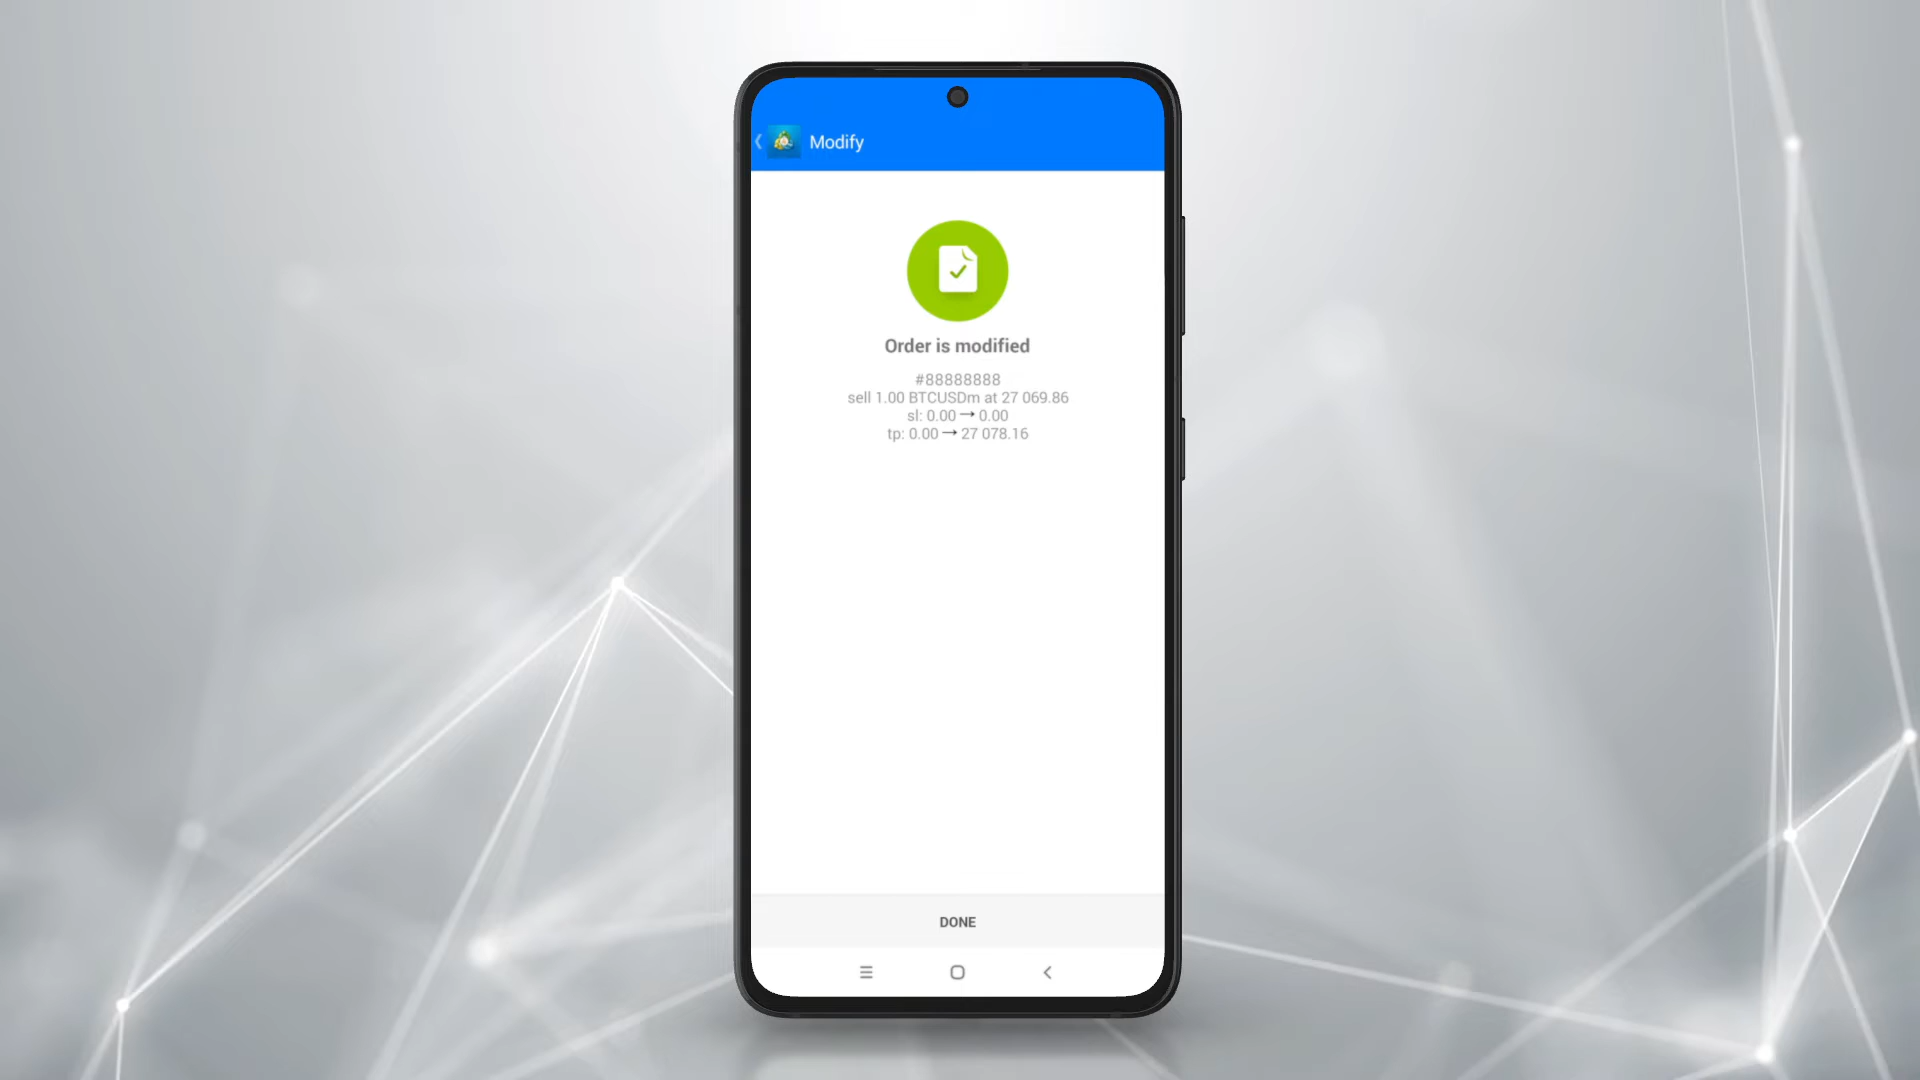 Modify
Order is modified
#88888888
sell 1.00 BTCUSDm at 27 069.86
sl: 0.00 → 0.00
tp: 0.00 → 27 078.16
DONE